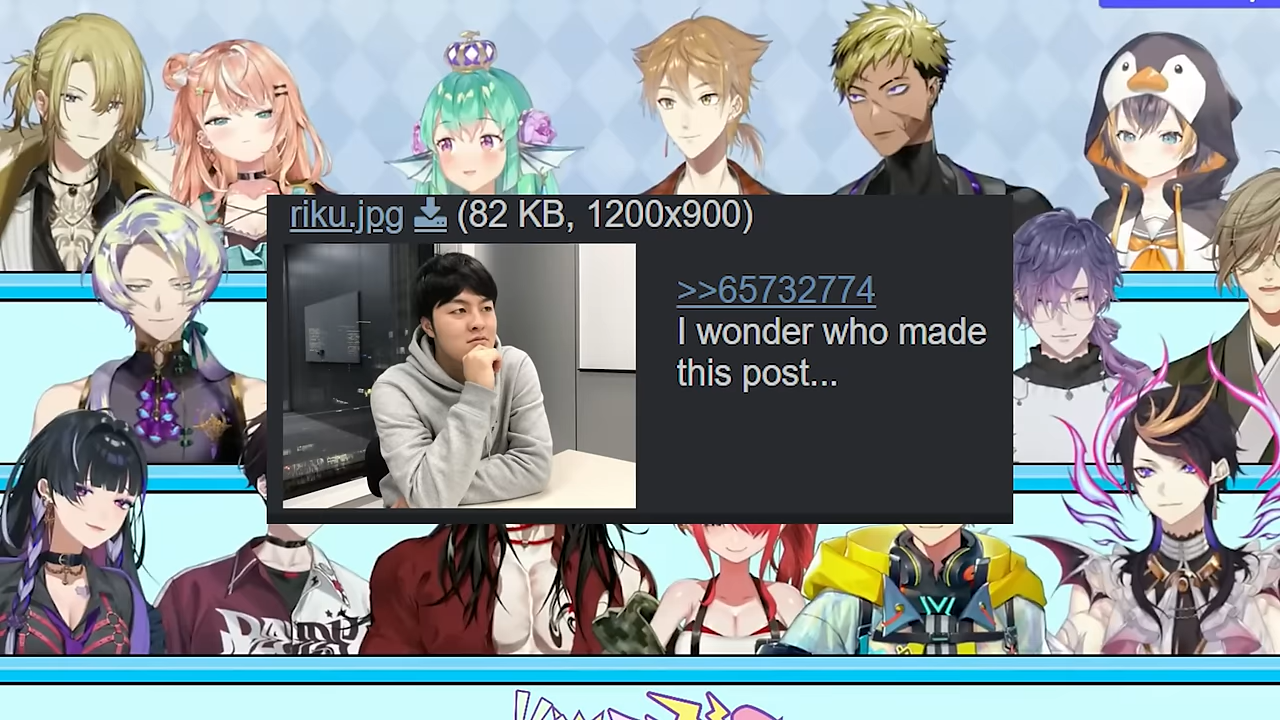 riku.jpg (82 KB, 1200x900)
>>65732774
I wonder who made
this post...